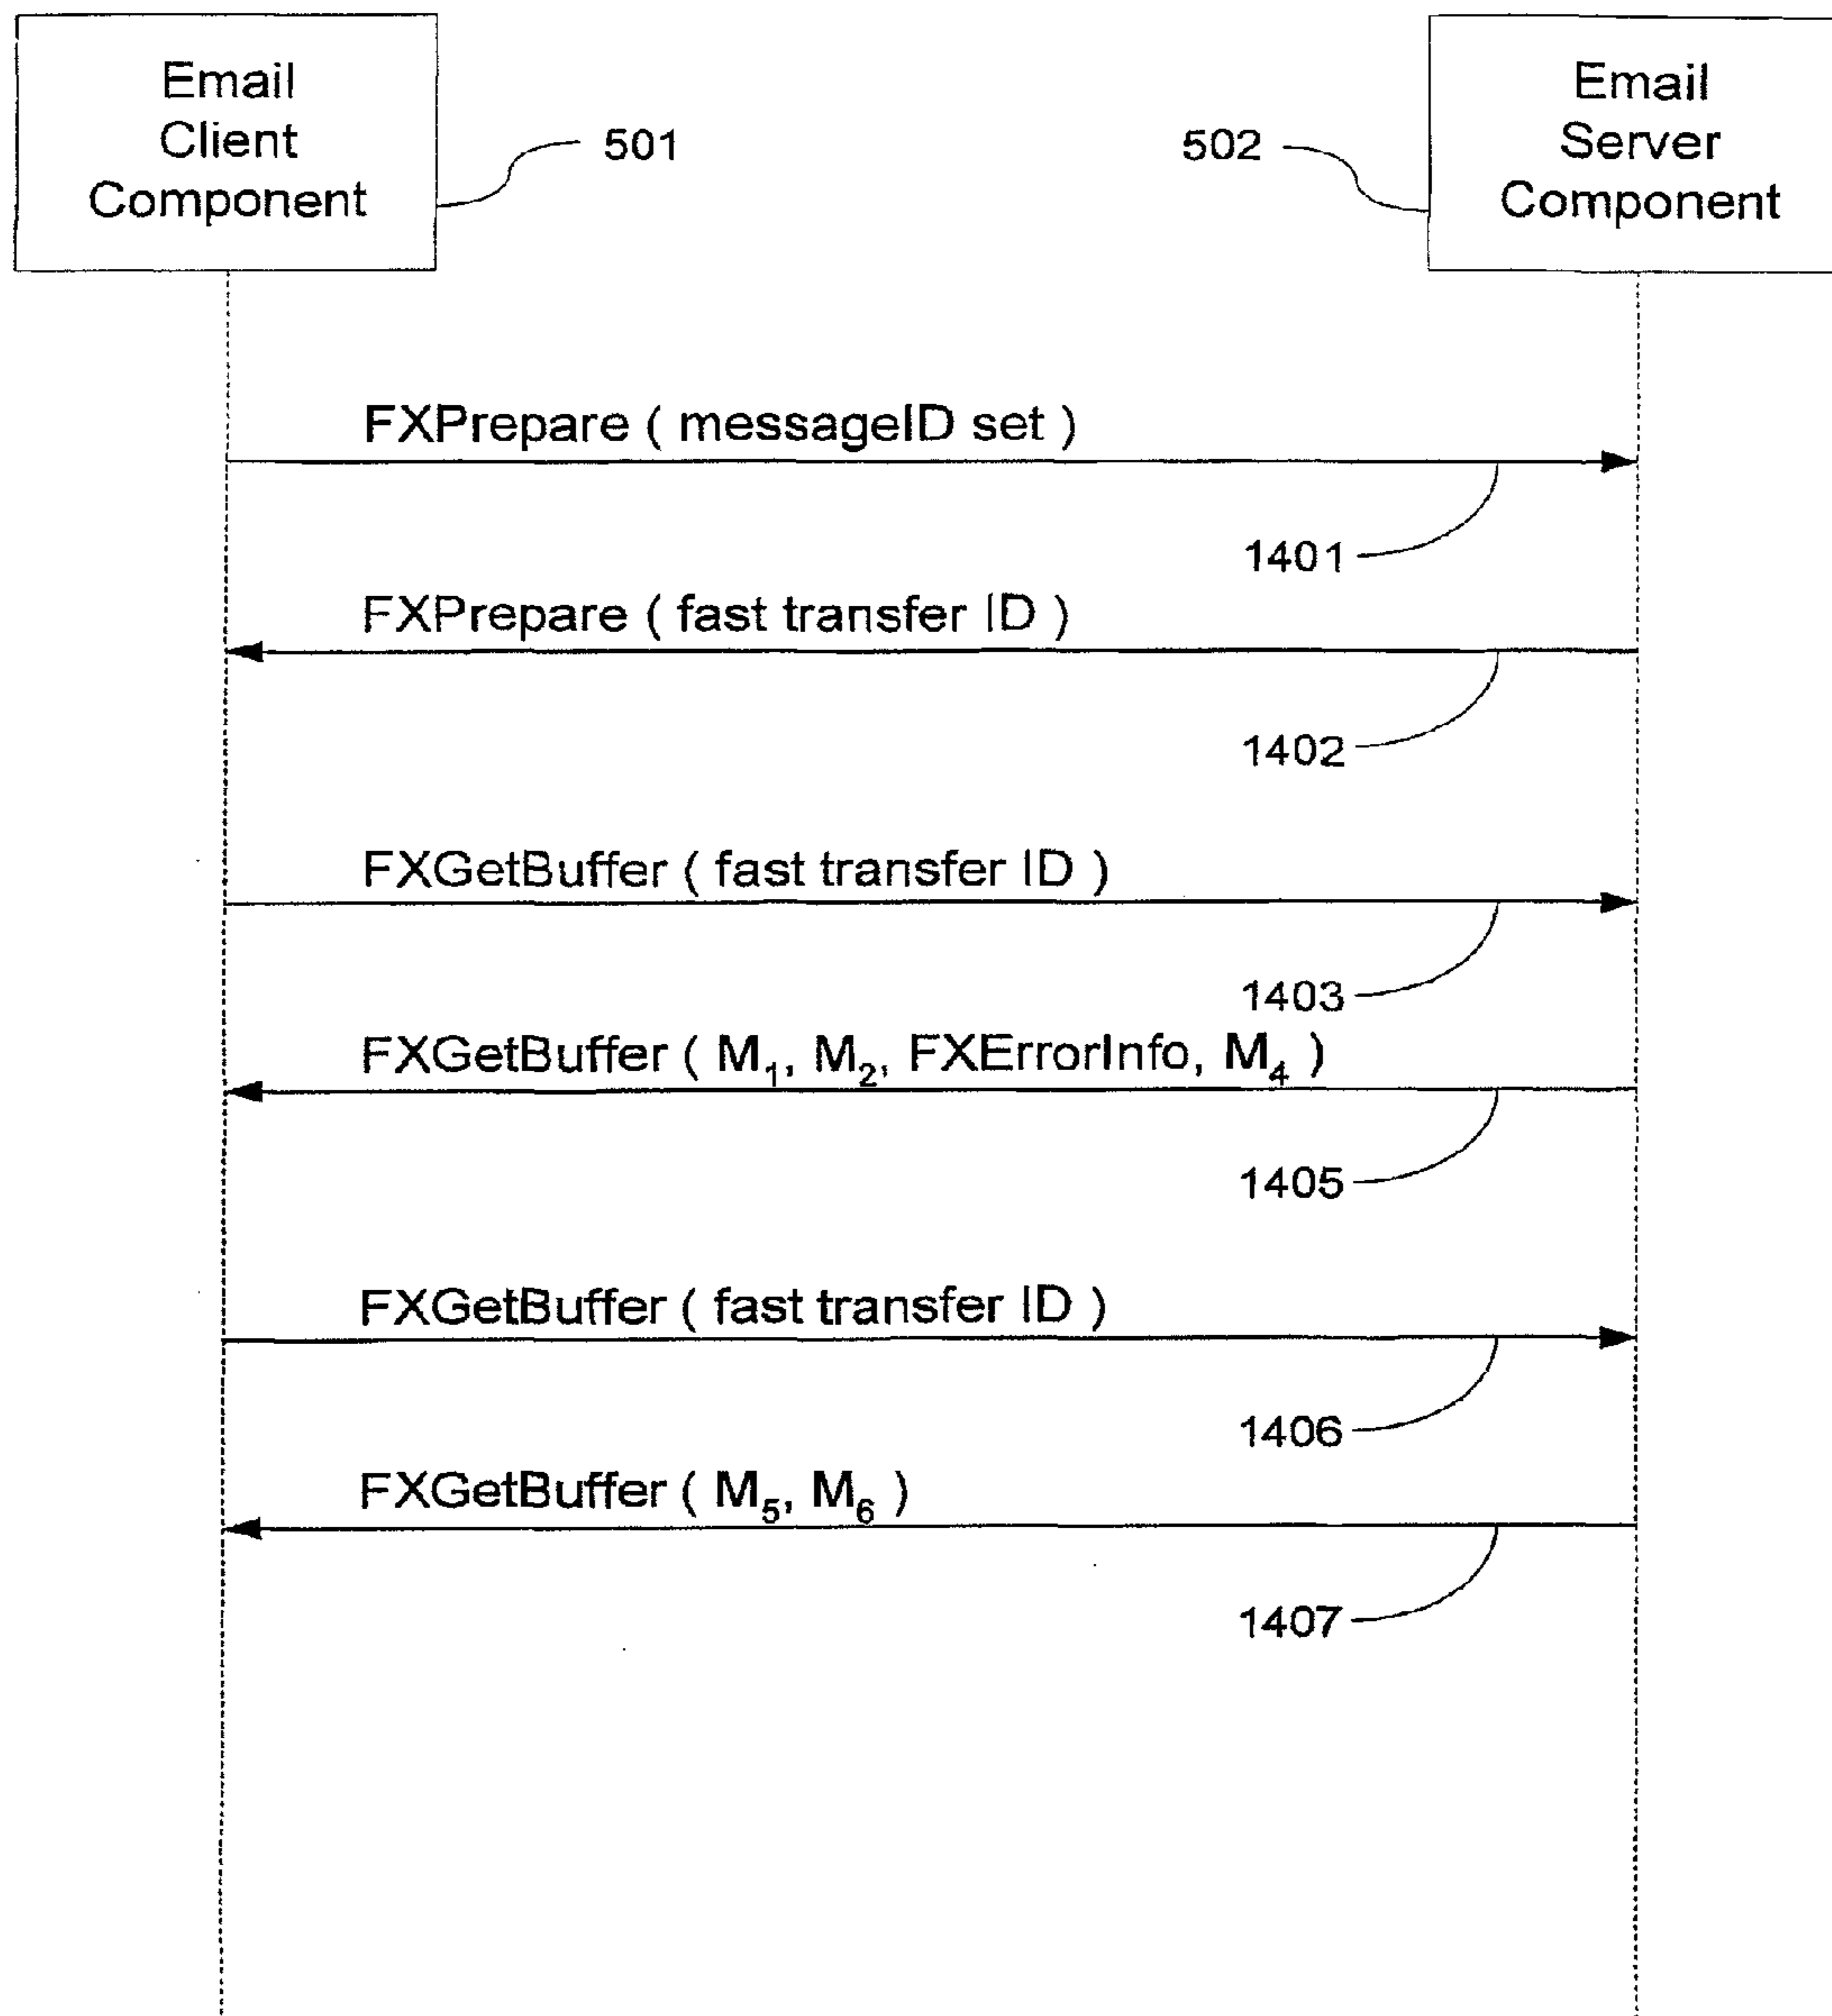 Email
Client
Component
501
502
Email
Server
Component
FXPrepare ( messageID set )
1401
FXPrepare ( fast transfer ID )
1402
FXGetBuffer ( fast transfer ID )
1403
FXGetBuffer ( M₁, M₂, FXErrorInfo, M₄ )
1405
FXGetBuffer ( fast transfer ID )
1406
FXGetBuffer ( M₅, M₆ )
1407